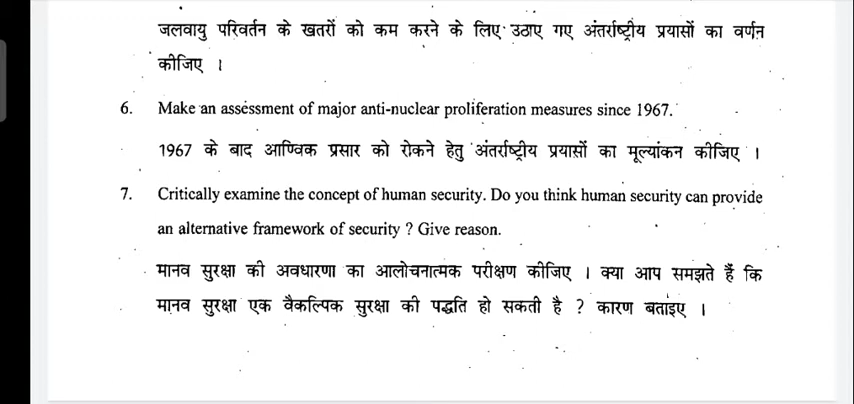 जलवायु परिवर्तन के खतरों को कम करने के लिए उठाए गए अंतर्राष्ट्रीय प्रयासों का वर्णन
कीजिए ।
6. Make an assessment of major anti-nuclear proliferation measures since 1967.
1967 के बाद आण्विक प्रसार को रोकने हेतु अंतर्राष्ट्रीय प्रयासों का मूल्यांकन कीजिए ।
7. Critically examine the concept of human security. Do you think human security can provide
an alternative framework of security ? Give reason.
मानव सुरक्षा की अवधारणा का आलोचनात्मक परीक्षण कीजिए । क्या आप समझते हैं कि
मानव सुरक्षा एक वैकल्पिक सुरक्षा की पद्धति हो सकती है ? कारण बताइए ।